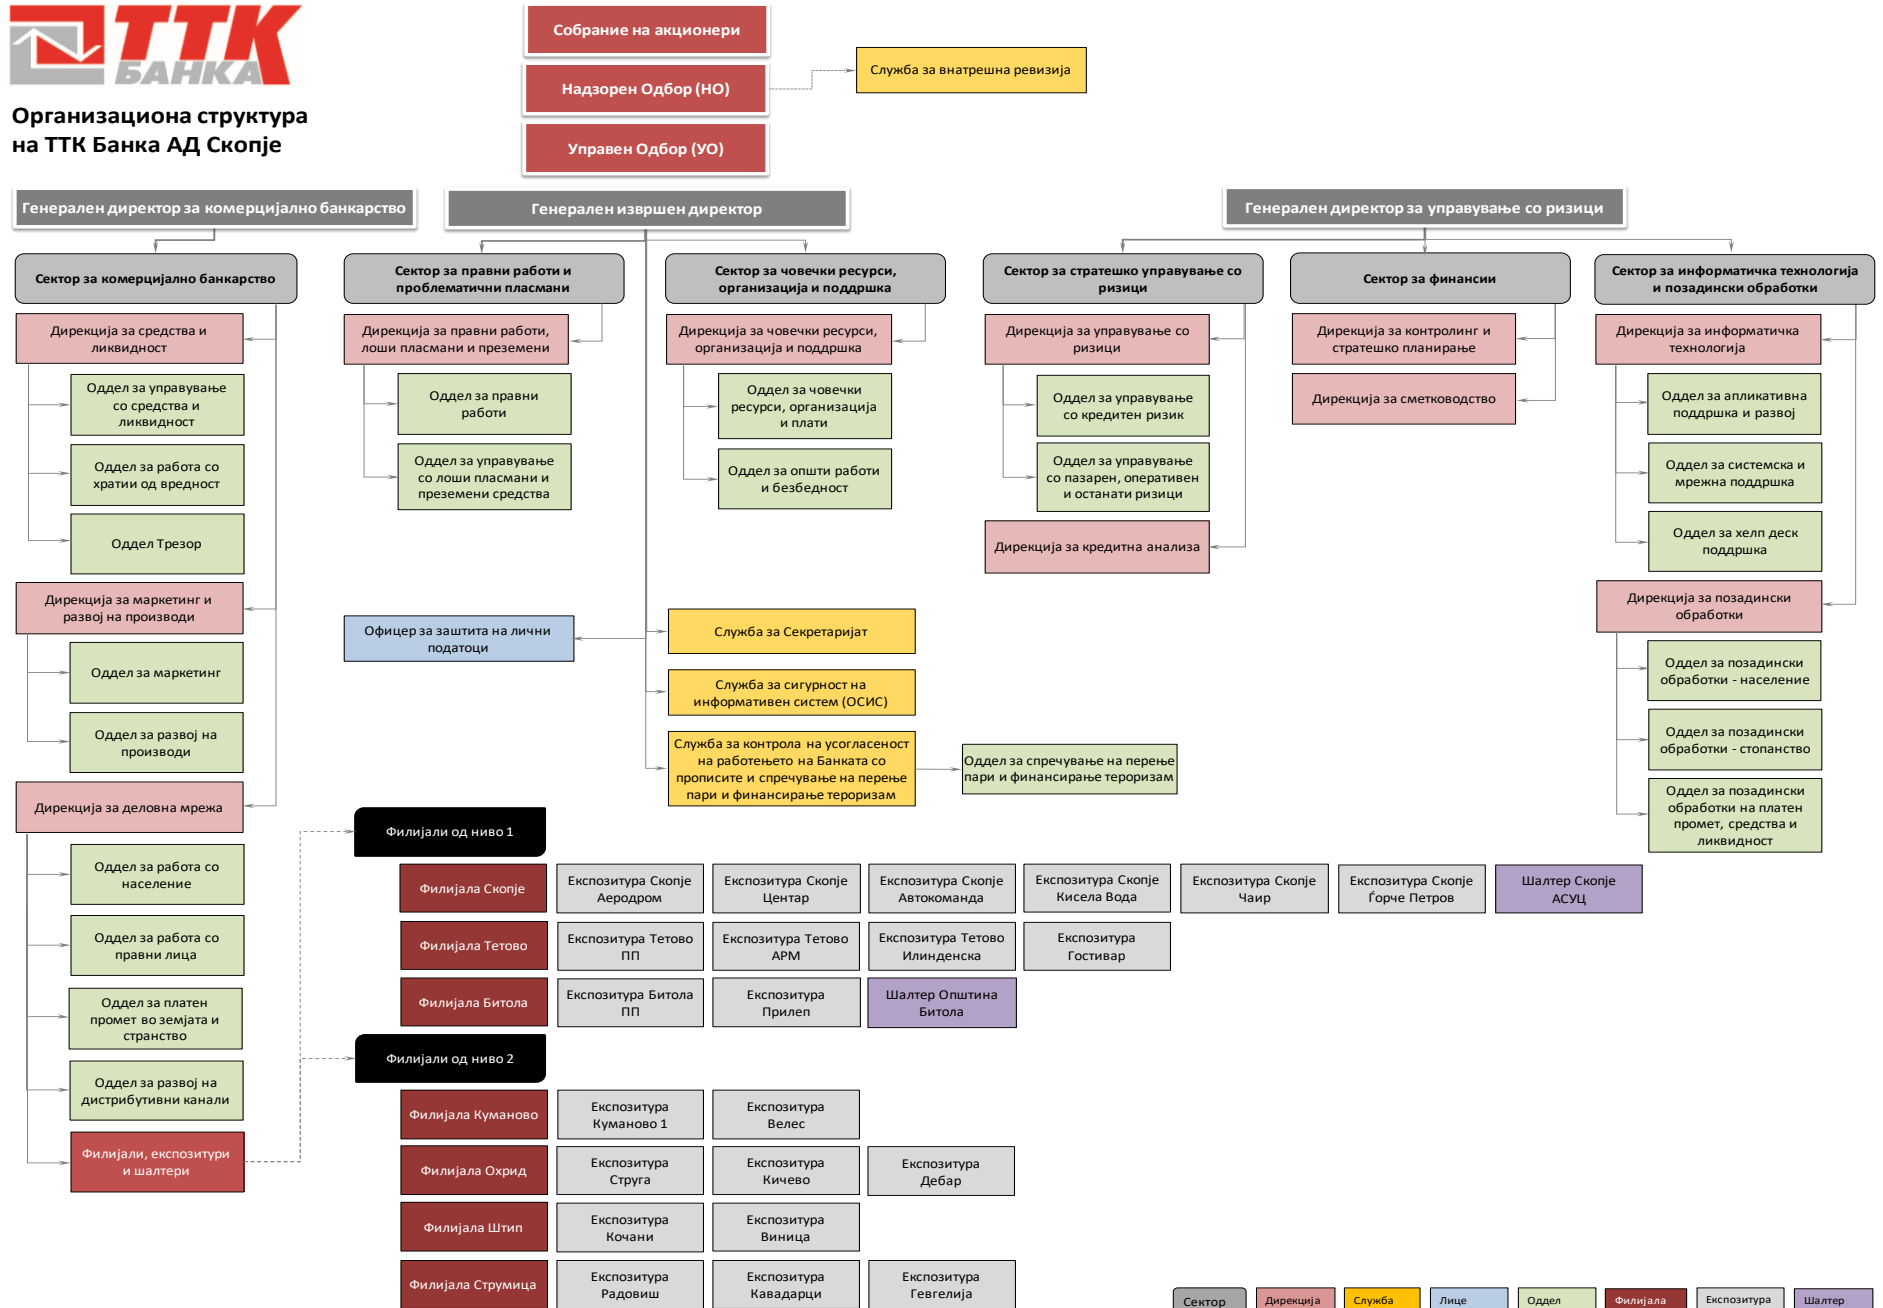 ТТК
БАНКА
Организациона структура
на ТТК Банка АД Скопје
Собрание на акционери
Надзорен Одбор (НО)
Управен Одбор (УО)
Служба за внатрешна ревизија
Генерален директор за комерцијално банкарство
Генерален извршен директор
Генерален директор за управување со ризици
Сектор за комерцијално банкарство
Сектор за правни работи и
проблематични пласмани
Сектор за човечки ресурси,
организација и поддршка
Сектор за стратешко управување со
ризици
Сектор за финансии
Сектор за информатичка технологија
и позадински обработки
Дирекција за средства и
ликвидност
Оддел за управување
со средства и
ликвидност
Оддел за работа со
хратии од вредност
Оддел Трезор
Дирекција за маркетинг и
развој на производи
Оддел за маркетинг
Оддел за развој на
производи
Дирекција за деловна мрежа
Оддел за работа со
население
Оддел за работа со
правни лица
Оддел за платен
промет во земјата и
странство
Оддел за развој на
дистрибутивни канали
Филијали, експозитури
и шалтери
Дирекција за правни работи,
лоши пласмани и преземени
Оддел за правни
работи
Оддел за управување
со лоши пласмани и
преземени средства
Дирекција за човечки ресурси,
организација и поддршка
Оддел за човечки
ресурси, организација
и плати
Оддел за општи работи
и безбедност
Дирекција за управување со
ризици
Оддел за управување
со кредитен ризик
Оддел за управување
со пазарен, оперативен
и останати ризици
Дирекција за кредитна анализа
Дирекција за контролинг и
стратешко планирање
Дирекција за сметководство
Дирекција за информатичка
технологија
Оддел за апликативна
поддршка и развој
Оддел за системска и
мрежна поддршка
Оддел за хелп деск
поддршка
Дирекција за позадински
обработки
Оддел за позадински
обработки - население
Оддел за позадински
обработки - стопанство
Оддел за позадински
обработки на платен
промет, средства и
ликвидност
Офицер за заштита на лични
податоци
Служба за Секретаријат
Служба за сигурност на
информативен систем (ОСИС)
Служба за контрола на усогласеност
на работењето на Банката со
прописите и спречување на перење
пари и финансирање тероризам
Оддел за спречување на перење
пари и финансирање тероризам
Филијали од ниво 1
Филијала Скопје
Експозитура Скопје
Аеродром
Експозитура Скопје
Центар
Експозитура Скопје
Автокоманда
Експозитура Скопје
Кисела Вода
Експозитура Скопје
Чаир
Експозитура Скопје
Ѓорче Петров
Шалтер Скопје
АСУЦ
Филијала Тетово
Експозитура Тетово
ПП
Експозитура Тетово
АРМ
Експозитура Тетово
Илинденска
Експозитура
Гостивар
Филијала Битола
Експозитура Битола
ПП
Експозитура
Прилеп
Шалтер Општина
Битола
Филијали од ниво 2
Филијала Куманово
Експозитура
Куманово 1
Експозитура
Велес
Филијала Охрид
Експозитура
Струга
Експозитура
Кичево
Експозитура
Дебар
Филијала Штип
Експозитура
Кочани
Експозитура
Виница
Филијала Струмица
Експозитура
Радовиш
Експозитура
Кавадарци
Експозитура
Гевгелија
Сектор
Дирекција
Служба
Лице
Оддел
Филијала
Експозитура
Шалтер